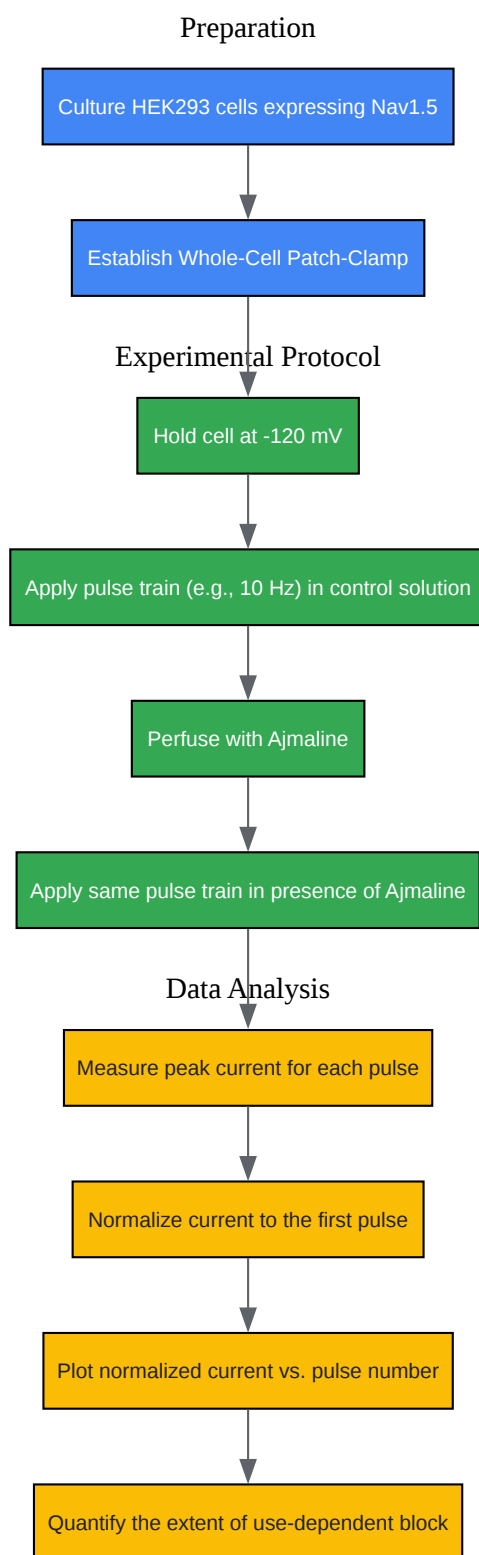 Preparation
Culture HEK293 cells expressing Nav1.5
Establish Whole-Cell Patch-Clamp
Experimental Protocol
Hold cell at -120 mV
Apply pulse train (e.g., 10 Hz) in control solution
Perfuse with Ajmaline
Apply same pulse train in presence of Ajmaline
Data Analysis
Measure peak current for each pulse
Normalize current to the first pulse
Plot normalized current vs. pulse number
Quantify the extent of use-dependent block